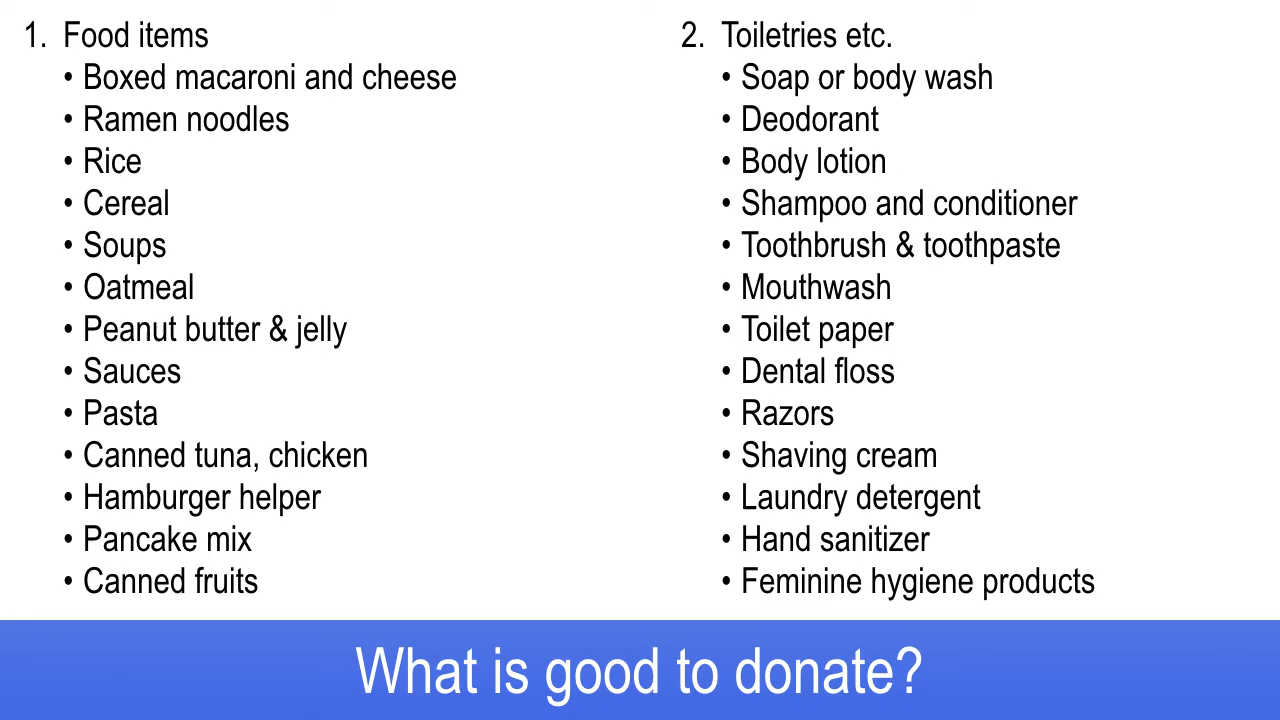 1. Food items
• Boxed macaroni and cheese
• Ramen noodles
• Rice
• Cereal
• Soups
• Oatmeal
• Peanut butter & jelly
• Sauces
• Pasta
• Canned tuna, chicken
• Hamburger helper
• Pancake mix
• Canned fruits
2. Toiletries etc.
• Soap or body wash
• Deodorant
• Body lotion
• Shampoo and conditioner
• Toothbrush & toothpaste
• Mouthwash
• Toilet paper
• Dental floss
• Razors
• Shaving cream
• Laundry detergent
• Hand sanitizer
• Feminine hygiene products
What is good to donate?